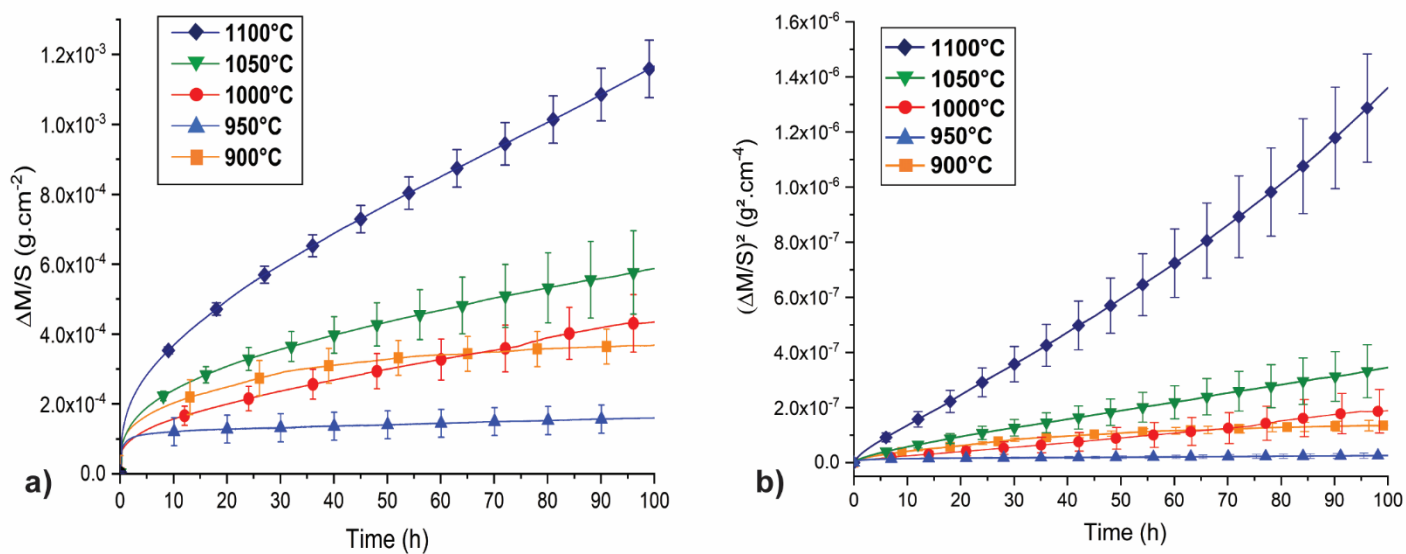 1100°C
1050°C
1000°C
950°C
900°C
1.2x10⁻³
1.0x10⁻³
8.0x10⁻⁴
6.0x10⁻⁴
4.0x10⁻⁴
2.0x10⁻⁴
0.0
ΔM/S (g.cm⁻²)
0 10 20 30 40 50 60 70 80 90 100
Time (h)
a)
1100°C
1050°C
1000°C
950°C
900°C
1.6x10⁻⁶
1.4x10⁻⁶
1.2x10⁻⁶
1.0x10⁻⁶
8.0x10⁻⁷
6.0x10⁻⁷
4.0x10⁻⁷
2.0x10⁻⁷
0.0
(ΔM/S)² (g².cm⁻⁴)
0 10 20 30 40 50 60 70 80 90 100
Time (h)
b)